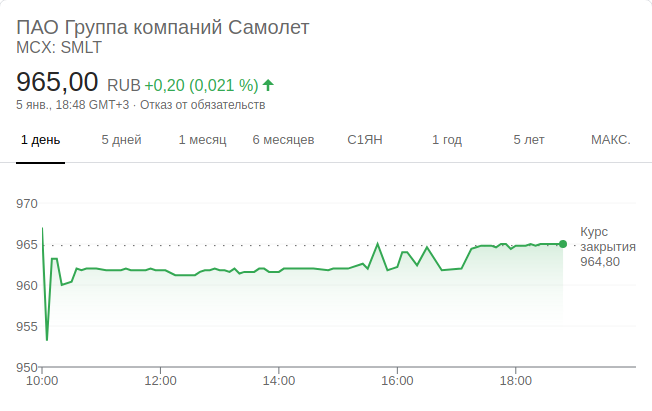 ПАО Группа компаний Самолет
MCX: SMLT
965,00 RUB +0,20 (0,021 %)
5 янв., 18:48 GMT+3 · Отказ от обязательств
1 день 5 дней 1 месяц 6 месяцев С1ЯН 1 год 5 лет МАКС.
970
965
960
955
950
Курс
закрытия
964,80
10:00 12:00 14:00 16:00 18:00